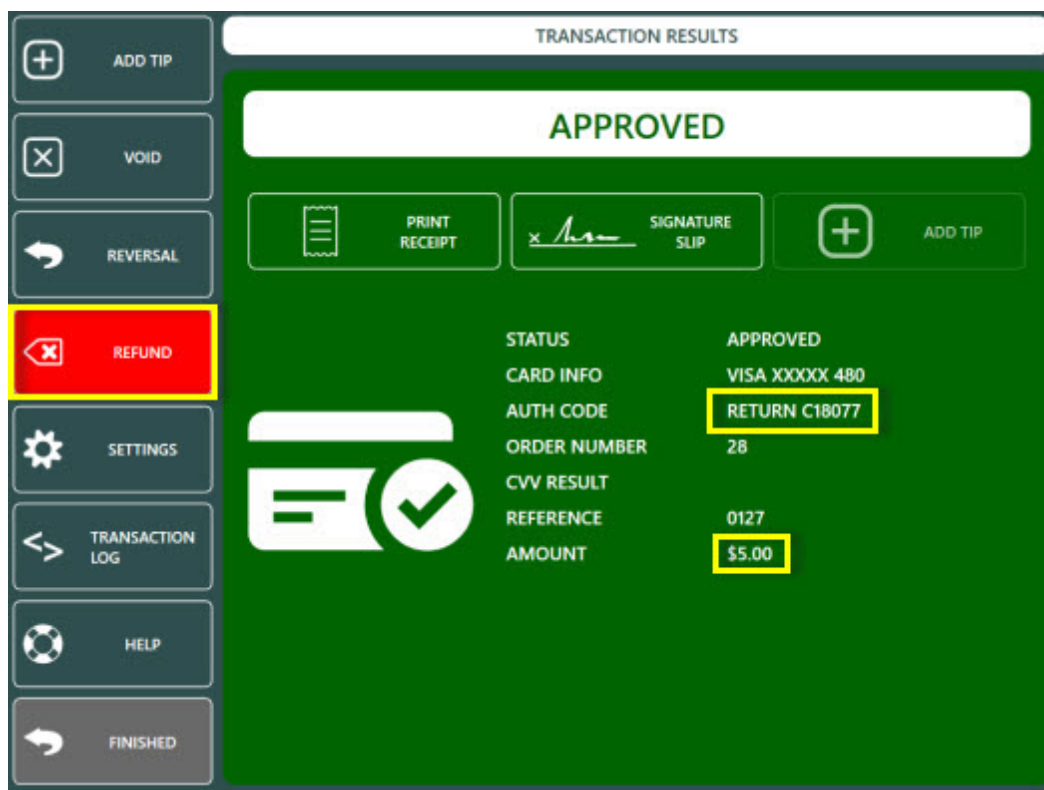 ADD TIP
VOID
REVERSAL
REFUND
SETTINGS
TRANSACTION
LOG
HELP
FINISHED
TRANSACTION RESULTS
APPROVED
PRINT
RECEIPT
SIGNATURE
SLIP
ADD TIP
STATUS APPROVED
CARD INFO VISA XXXXX 480
AUTH CODE RETURN C18077
ORDER NUMBER 28
CVV RESULT
REFERENCE 0127
AMOUNT $5.00